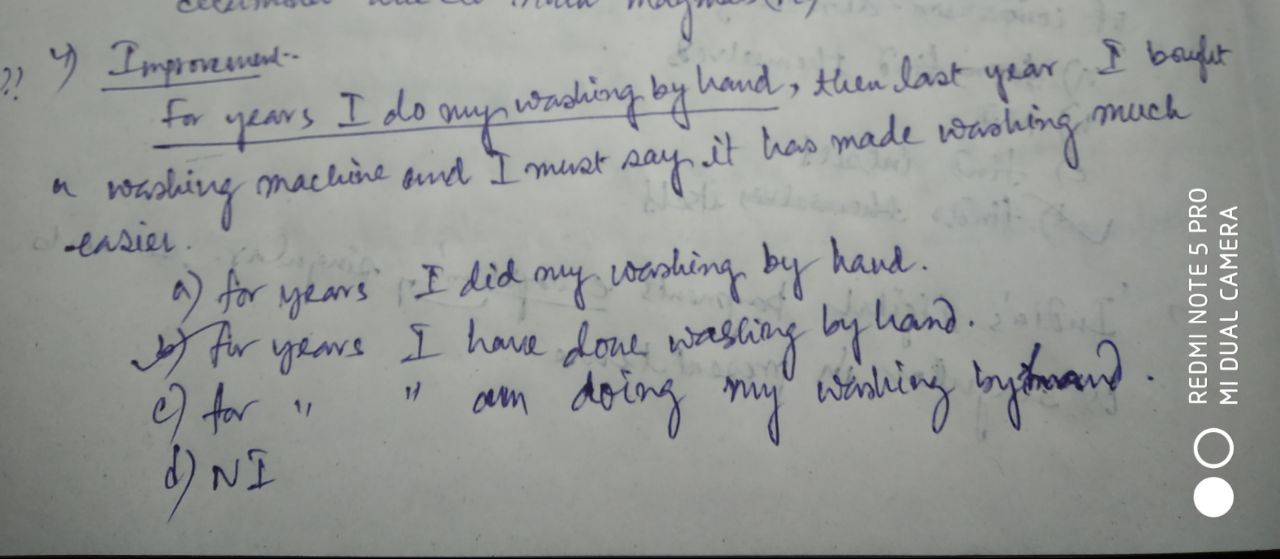 ?? 4) Improvement.
For years I do my washing by hand, then last year I bought
a washing machine and I must say it has made washing much
easier.
a) for years I did my washing by hand.
b) for years I have done washing by hand.
c) for " " am doing my washing by hand.
d) NI
REDMI NOTE 5 PRO
MI DUAL CAMERA